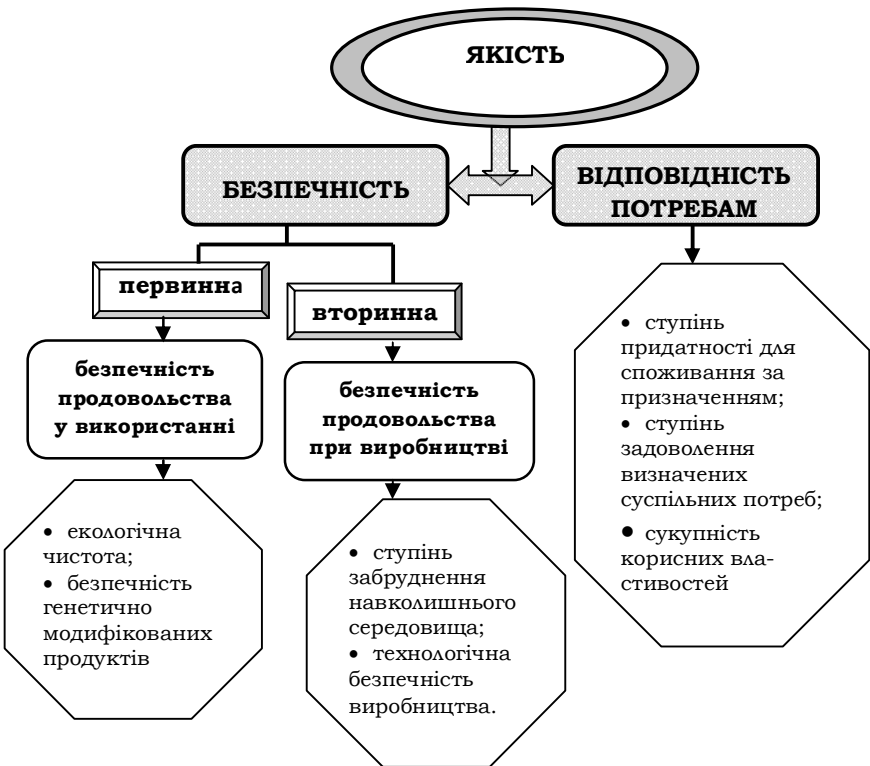 ЯКІСТЬ
БЕЗПЕЧНІСТЬ
ВІДПОВІДНІСТЬ
ПОТРЕБАМ
первинна
вторинна
безпечність
продовольства
у використанні
безпечність
продовольства
при виробництві
• екологічна
чистота;
• безпечність
генетично
модифікованих
продуктів
• ступінь
забруднення
навколишнього
середовища;
• технологічна
безпечність
виробництва.
• ступінь
придатності для
споживання за
призначенням;
• ступінь
задоволення
визначених
суспільних потреб;
• сукупність
корисних вла-
стивостей